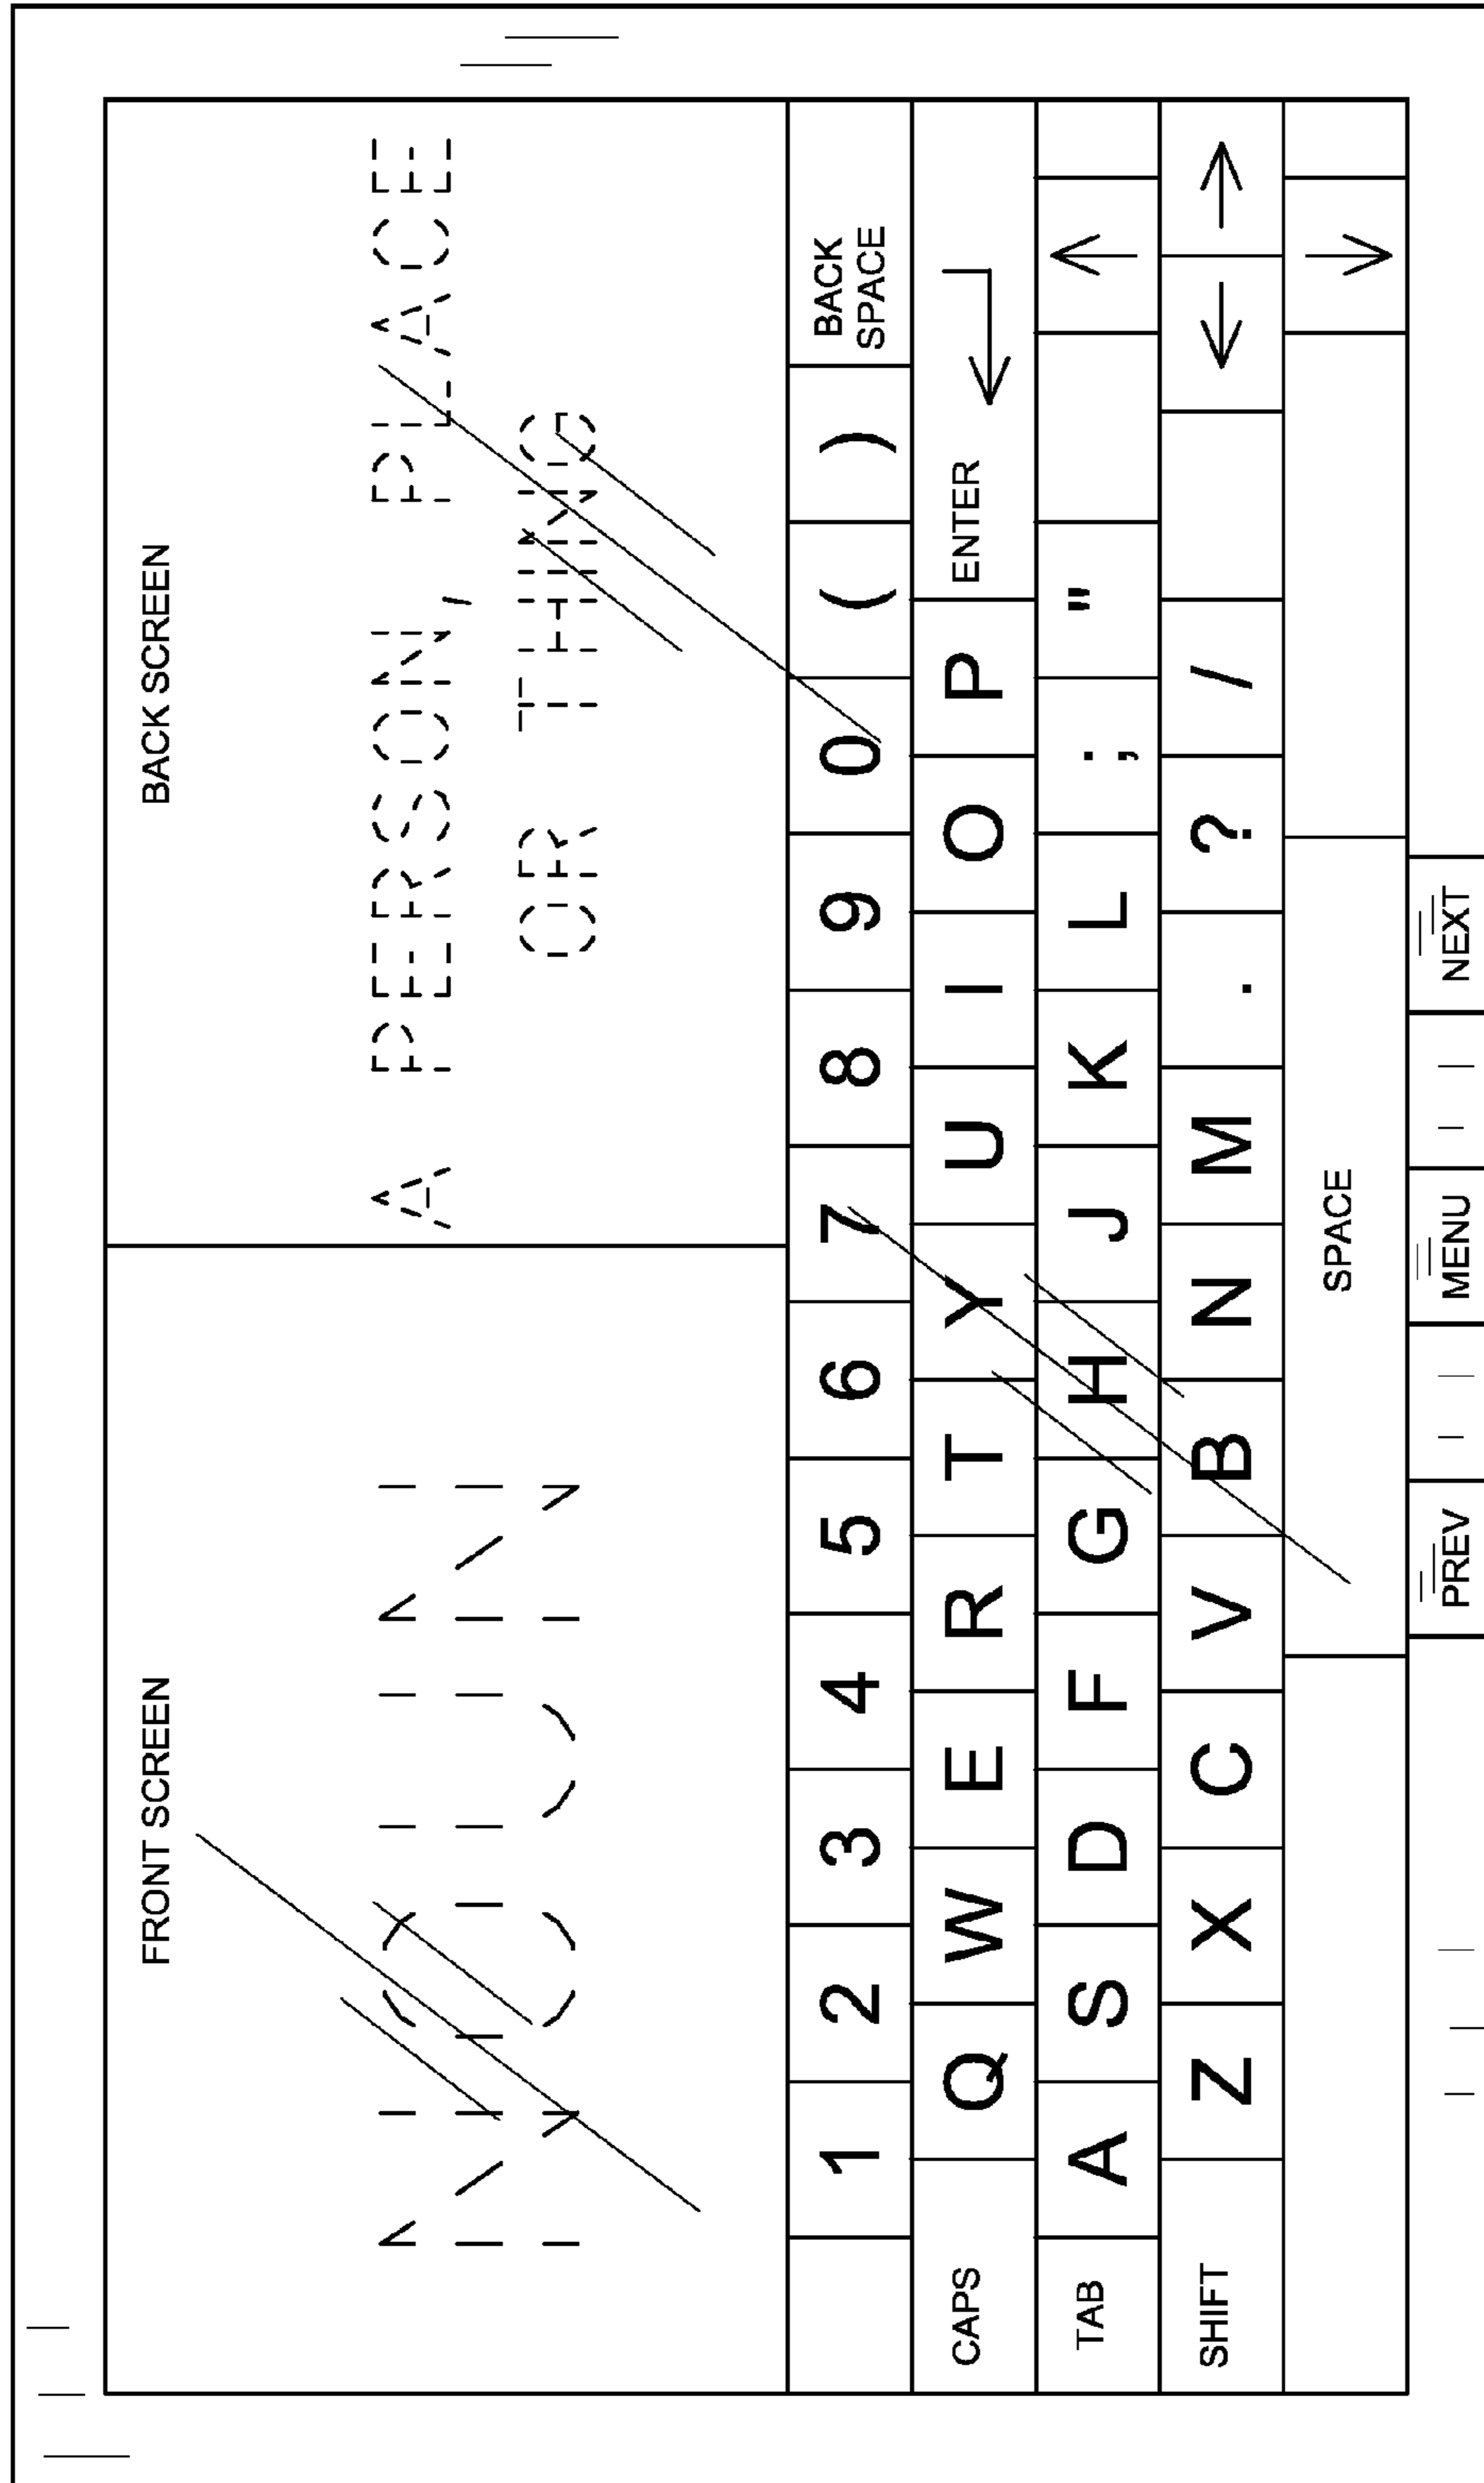 FRONT SCREEN
NOUN
BACK SCREEN
A PERSON, PLACE
OR THING
1 2 3 4 5 6 7 8 9 0 ( ) BACK SPACE
CAPS Q W E R T Y U I O P ENTER
TAB A S D F G H J K L ; "
SHIFT Z X C V B N M . ? /
SPACE
PREV MENU NEXT